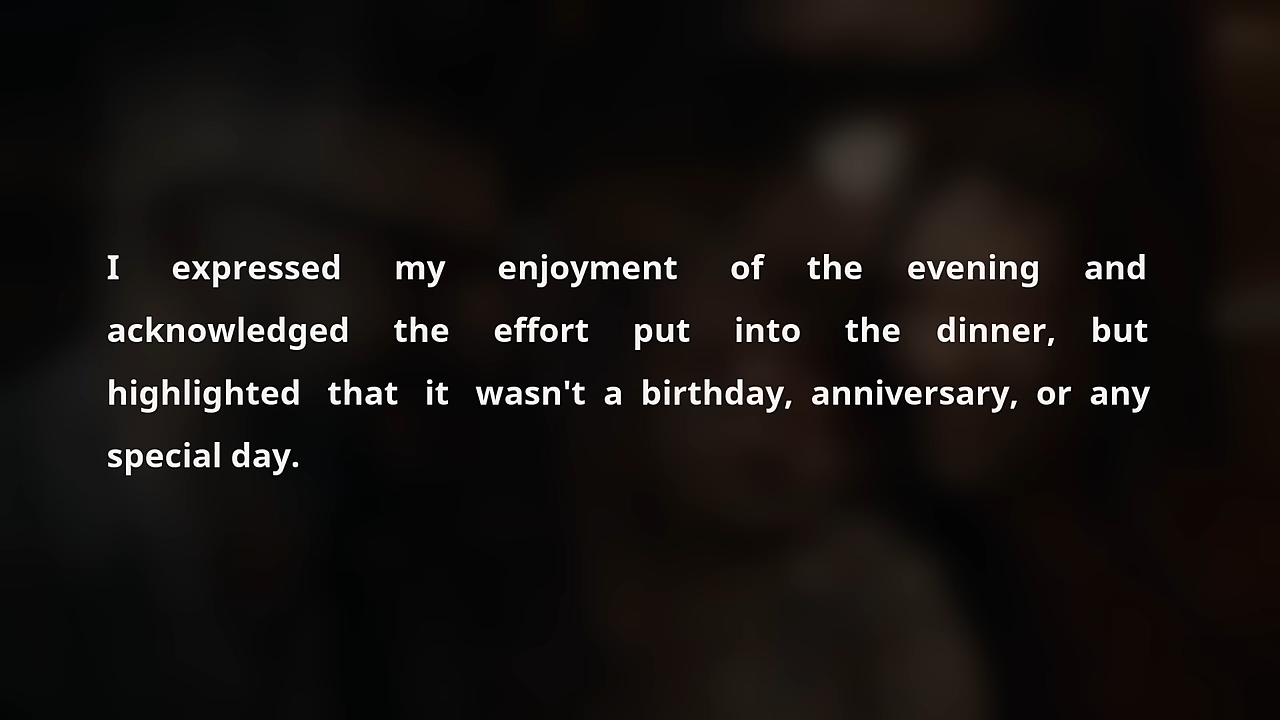 I expressed my enjoyment of the evening and
acknowledged the effort put into the dinner, but
highlighted that it wasn't a birthday, anniversary, or any
special day.